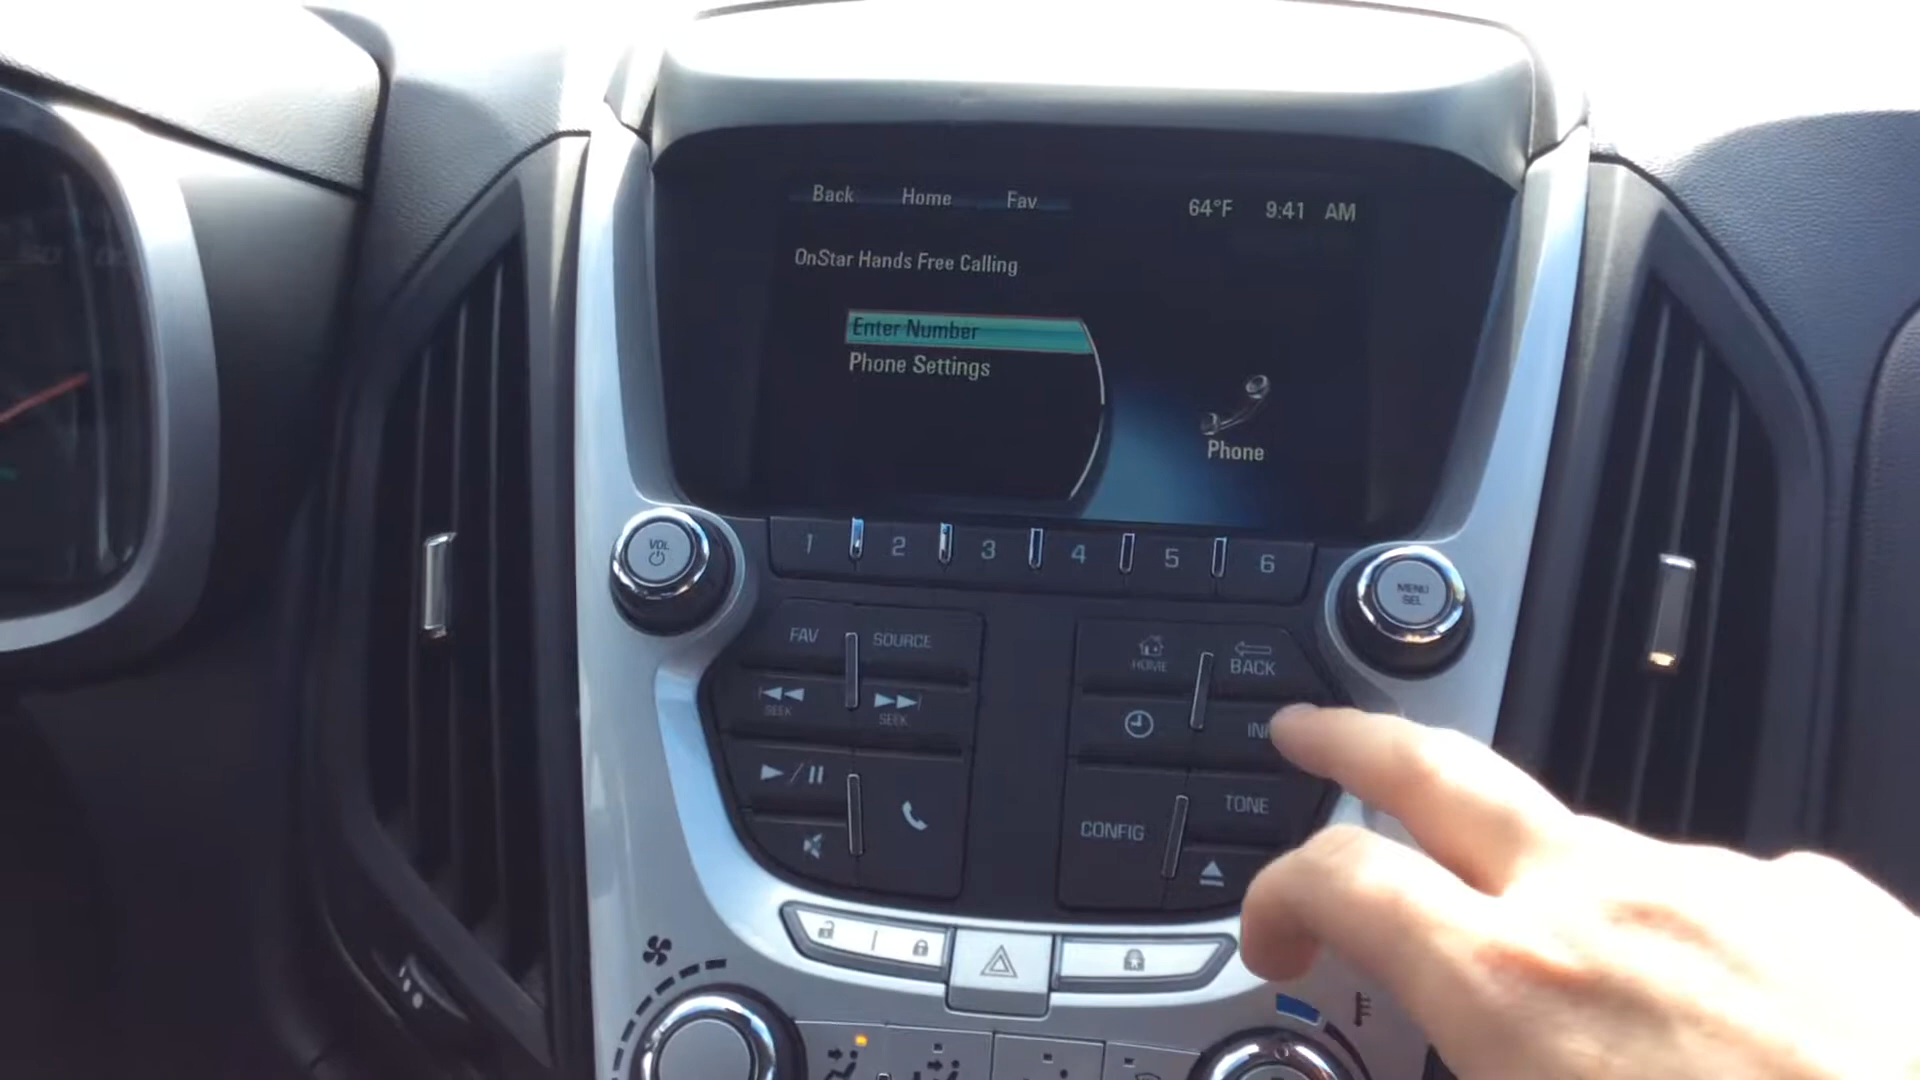 Back Home Fav 64°F 9:41 AM
OnStar Hands Free Calling
Enter Number
Phone Settings
Phone
VOL
1 2 3 4 5 6
MENU
SEL
FAV SOURCE
HOME BACK
SEEK SEEK
TONE
CONFIG